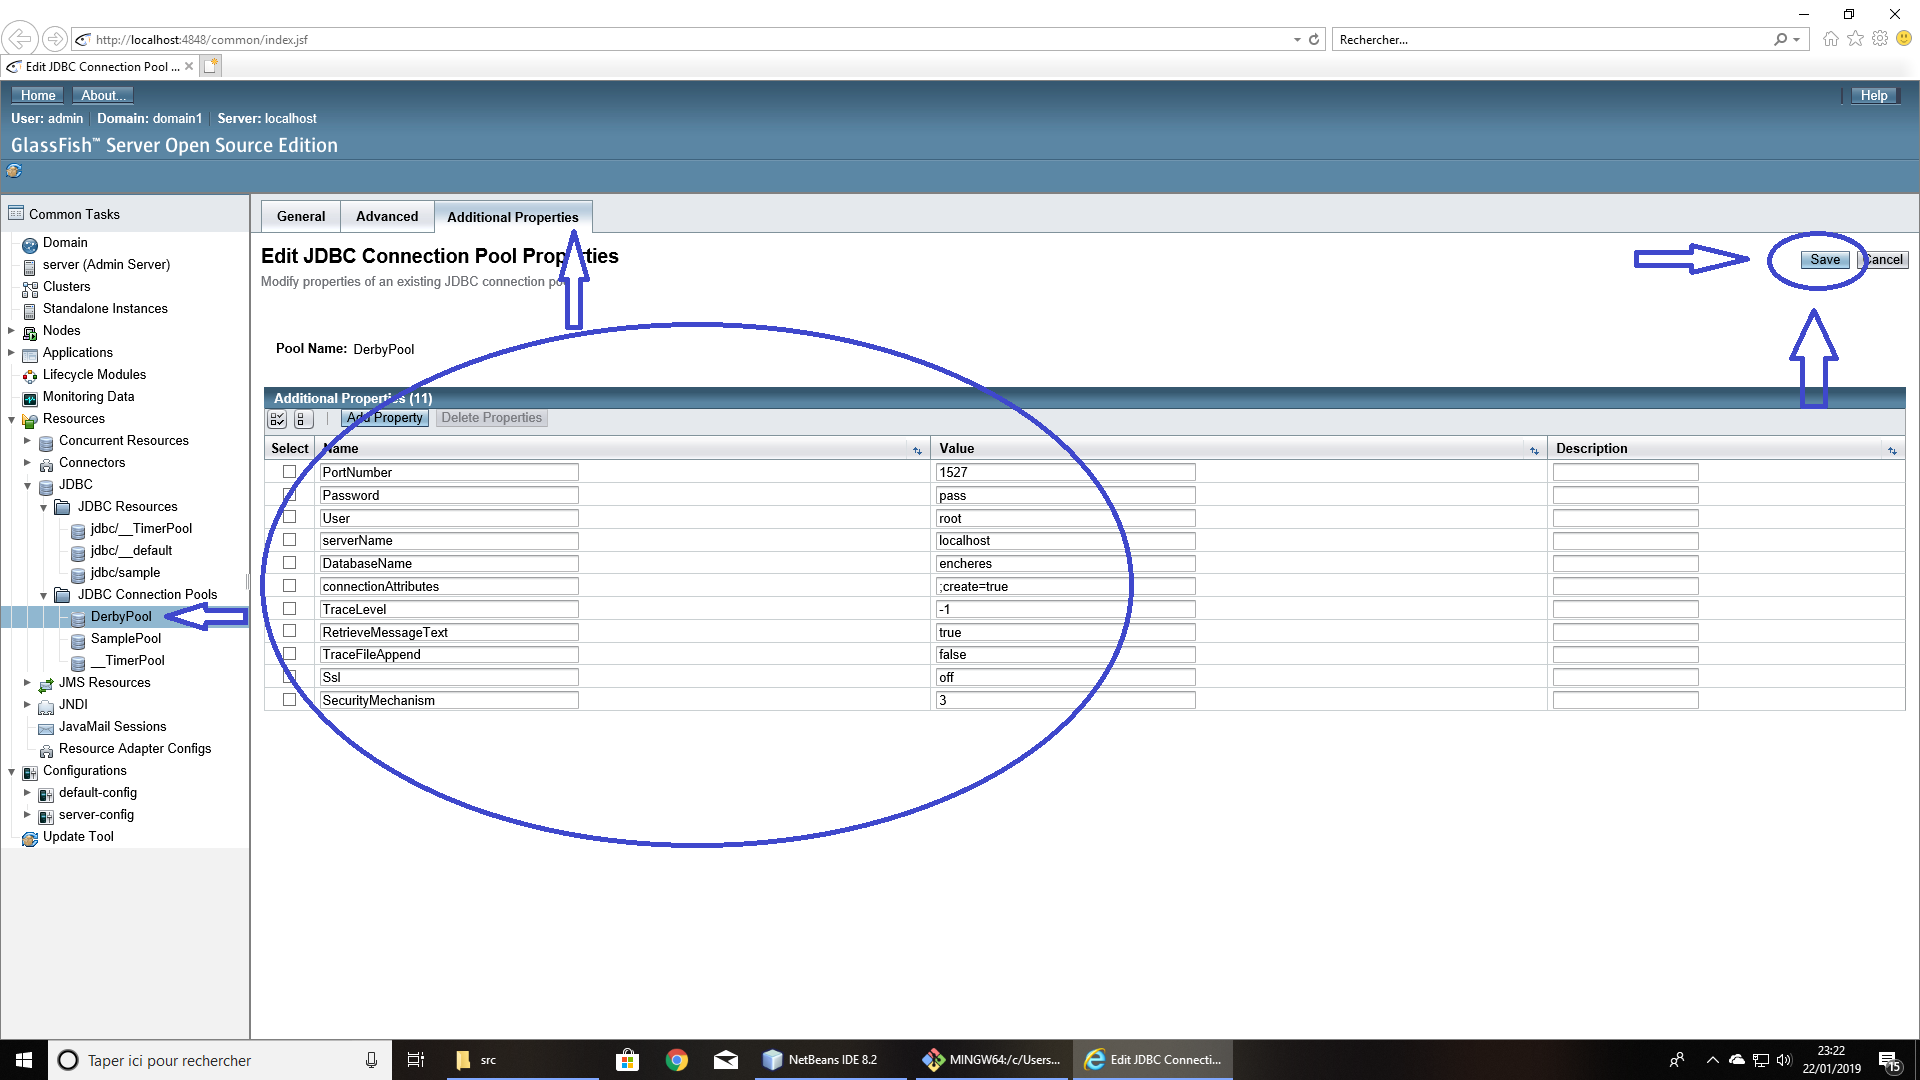 http://localhost:4848/common/index.jsf
Rechercher...
Edit JDBC Connection Pool ...
Home
About...
Help
User: admin
Domain: domain1
Server: localhost
GlassFish™ Server Open Source Edition
Common Tasks
Domain
server (Admin Server)
Clusters
Standalone Instances
Nodes
Applications
Lifecycle Modules
Monitoring Data
Resources
Concurrent Resources
Connectors
JDBC
JDBC Resources
jdbc/__TimerPool
jdbc/__default
jdbc/sample
JDBC Connection Pools
DerbyPool
SamplePool
__TimerPool
JMS Resources
JNDI
JavaMail Sessions
Resource Adapter Configs
Configurations
default-config
server-config
Update Tool
General
Advanced
Additional Properties
Edit JDBC Connection Pool Properties
Save
Cancel
Modify properties of an existing JDBC connection
Pool Name: DerbyPool
Additional Properties (11)
Add Property
Delete Properties
Select Name Value Description
PortNumber 1527
Password pass
User root
serverName localhost
DatabaseName encheres
connectionAttributes ;create=true
TraceLevel -1
RetrieveMessageText true
TraceFileAppend false
Ssl off
SecurityMechanism 3
Taper ici pour rechercher
src
NetBeans IDE 8.2
MINGW64:/c/Users...
Edit JDBC Connecti...
23:22
22/01/2019
15